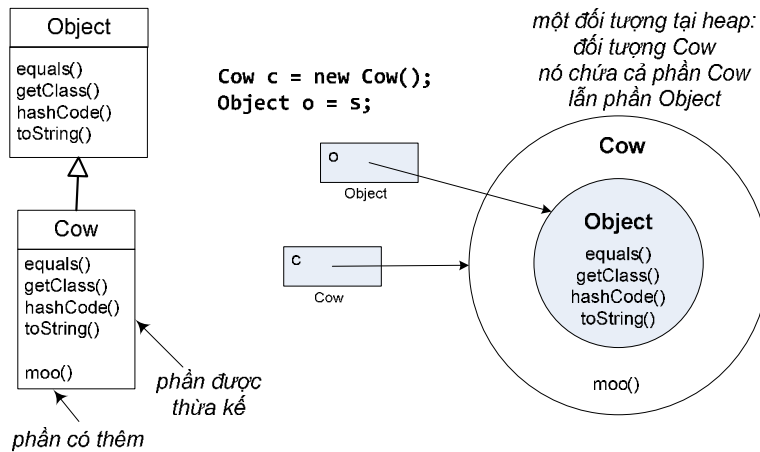 Object
equals()
getClass()
hashCode()
toString()
Cow
equals()
getClass()
hashCode()
toString()
moo()
phần được
thừa kế
phần có thêm
Cow c = new Cow();
Object o = s;
o
Object
c
Cow
một đối tượng tại heap:
đối tượng Cow
nó chứa cả phần Cow
lẫn phần Object
Cow
Object
equals()
getClass()
hashCode()
toString()
moo()